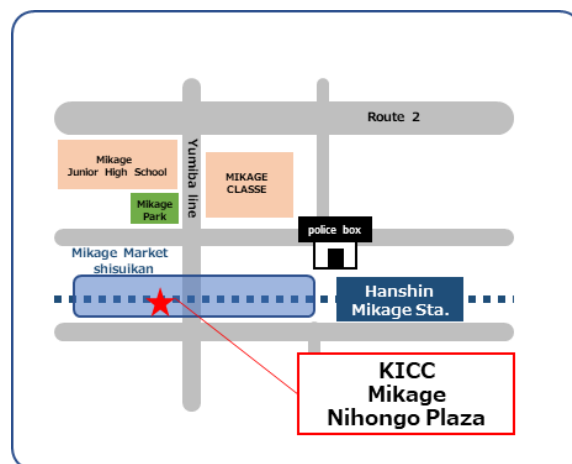 Route 2
Mikage
Junior High School
Yumiba line
MIKAGE
CLASSE
Mikage
Park
police box
Mikage Market
shisuikan
Hanshin
Mikage Sta.
KICC
Mikage
Nihongo Plaza